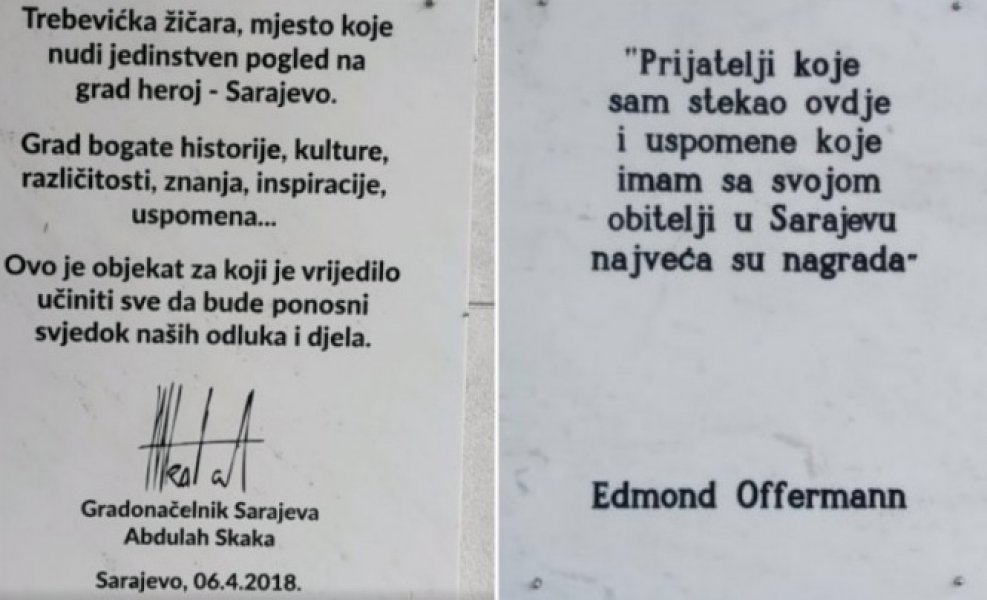 Trebevićka žičara, mjesto koje
nudi jedinstven pogled na
grad heroj - Sarajevo.
Grad bogate historije, kulture,
različitosti, znanja, inspiracije,
uspomena...
Ovo je objekat za koji je vrijedilo
učiniti sve da bude ponosni
svjedok naših odluka i djela.
Gradonačelnik Sarajeva
Abdulah Skaka
Sarajevo, 06.4.2018.
"Prijatelji koje
sam stekao ovdje
i uspomene koje
imam sa svojom
obitelji u Sarajevu
najveća su nagrada"
Edmond Offermann